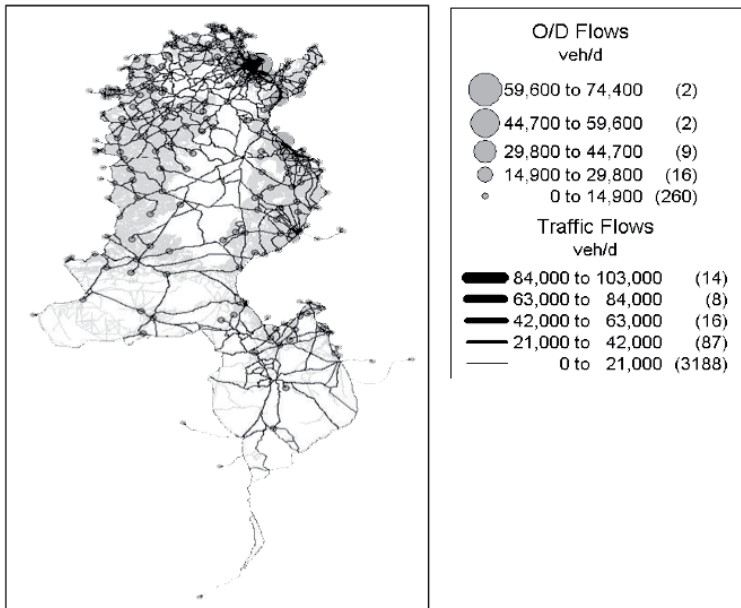 O/D Flows
veh/d
59,600 to 74,400 (2)
44,700 to 59,600 (2)
29,800 to 44,700 (9)
14,900 to 29,800 (16)
0 to 14,900 (260)
Traffic Flows
veh/d
84,000 to 103,000 (14)
63,000 to 84,000 (8)
42,000 to 63,000 (16)
21,000 to 42,000 (87)
0 to 21,000 (3188)